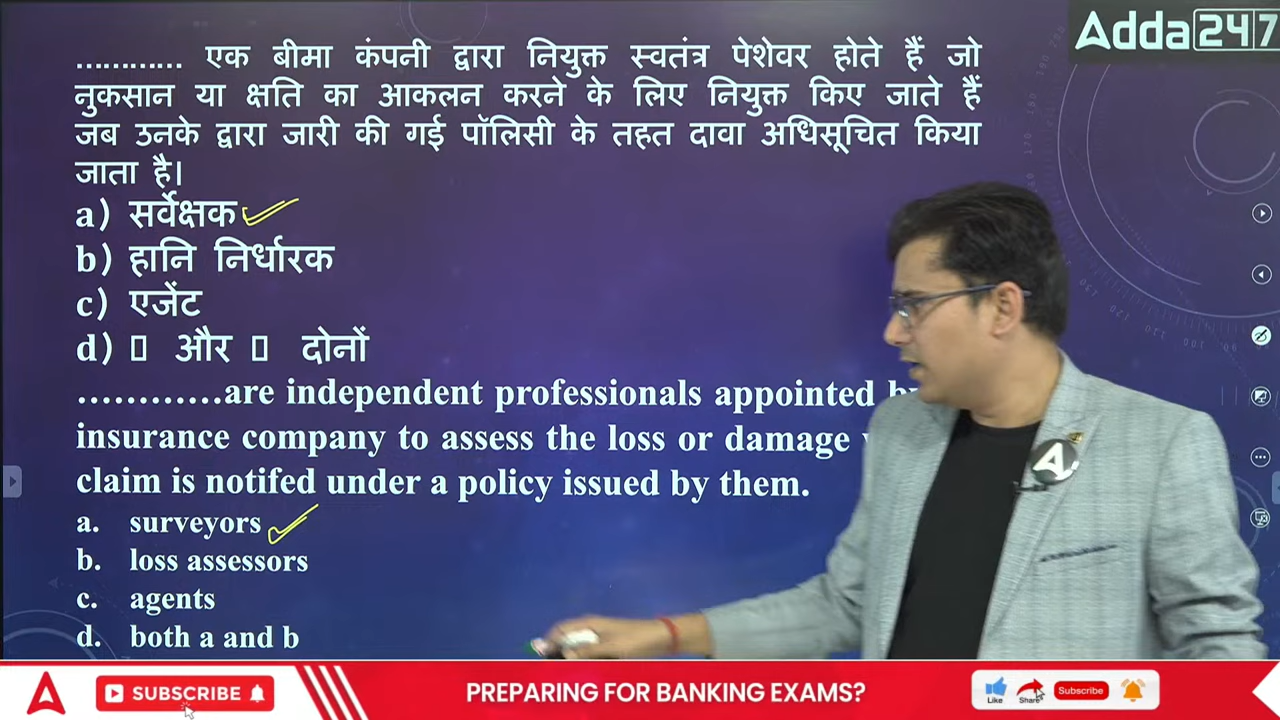 Adda247
............ एक बीमा कंपनी द्वारा नियुक्त स्वतंत्र पेशेवर होते हैं जो
नुकसान या क्षति का आकलन करने के लिए नियुक्त किए जाते हैं
जब उनके द्वारा जारी की गई पॉलिसी के तहत दावा अधिसूचित किया
जाता है।
a) सर्वेक्षक
b) हानि निर्धारक
c) एजेंट
d) और दोनों
............are independent professionals appointed
insurance company to assess the loss or damage
claim is notifed under a policy issued by them.
a. surveyors
b. loss assessors
c. agents
d. both a and b
SUBSCRIBE
PREPARING FOR BANKING EXAMS?
Like
Share
Subscribe